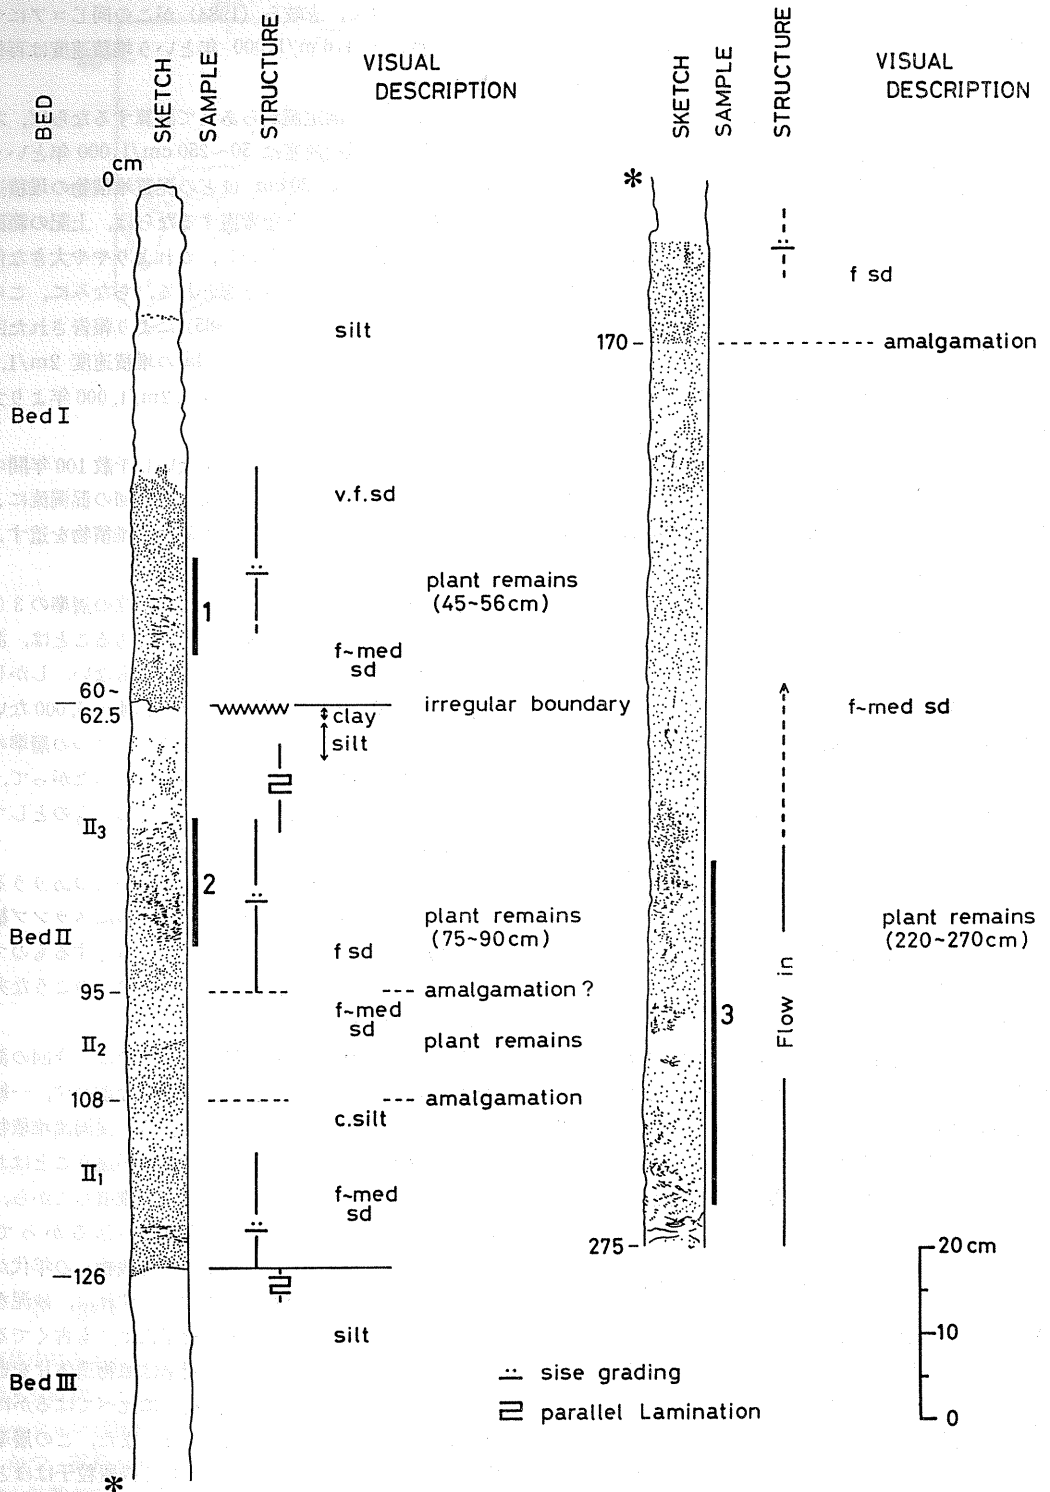 BED
SKETCH
SAMPLE
STRUCTURE
VISUAL
DESCRIPTION
cm
0
silt
Bed I
v.f.sd
plant remains
(45~56cm)
1
f~med
sd
60~
62.5
irregular boundary
clay
silt
II3
2
plant remains
(75~90cm)
Bed II
f sd
95
amalgamation?
f~med
sd
II2
plant remains
108
amalgamation
c.silt
II1
f~med
sd
126
silt
Bed III
*
SKETCH
SAMPLE
STRUCTURE
VISUAL
DESCRIPTION
*
f sd
170
amalgamation
f~med sd
plant remains
(220~270cm)
Flow in
3
275
20 cm
10
0
sise grading
parallel Lamination